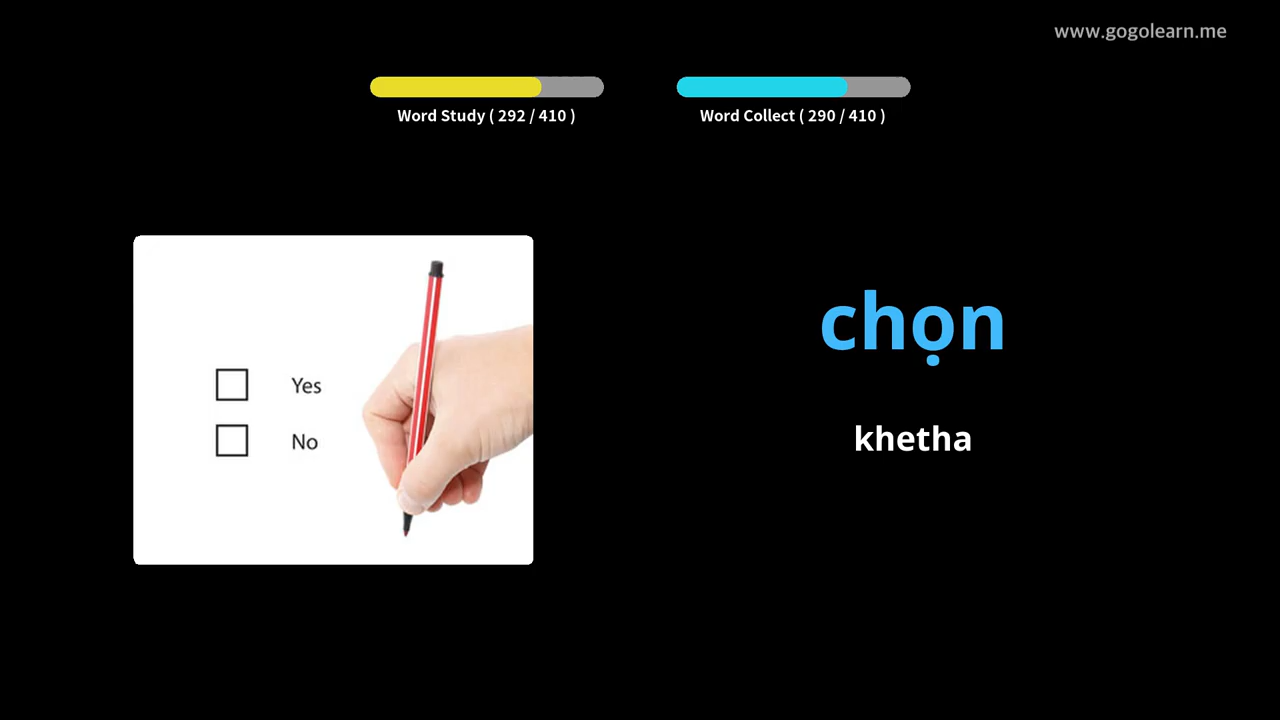 www.gogolearn.me
Word Study ( 292 / 410 )
Word Collect ( 290 / 410 )
Yes
No
chọn
khetha